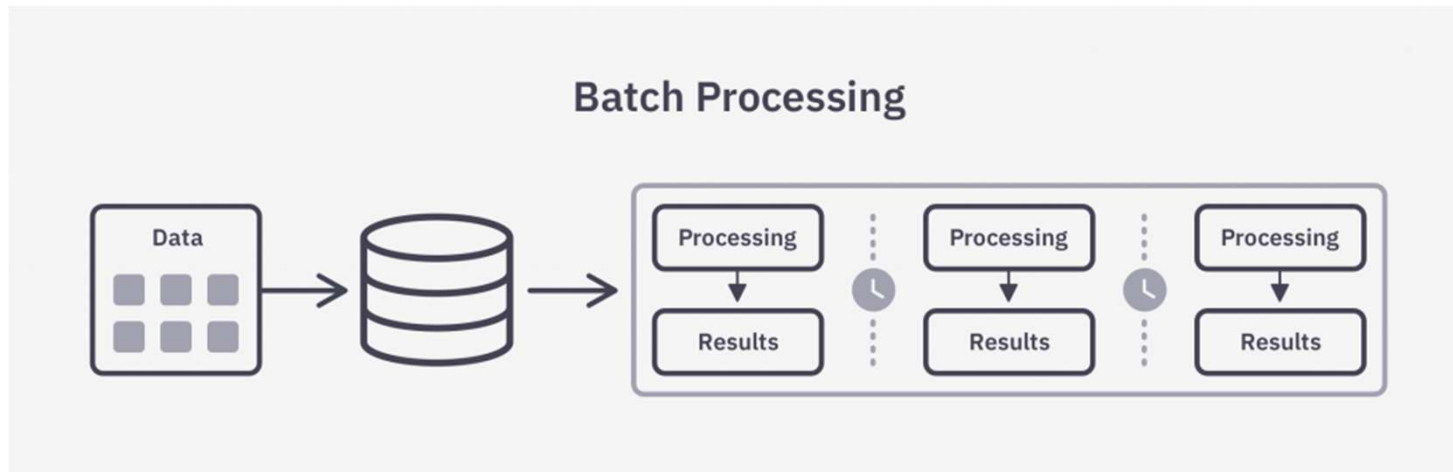 Batch Processing
Data
Processing
Results
Processing
Results
Processing
Results